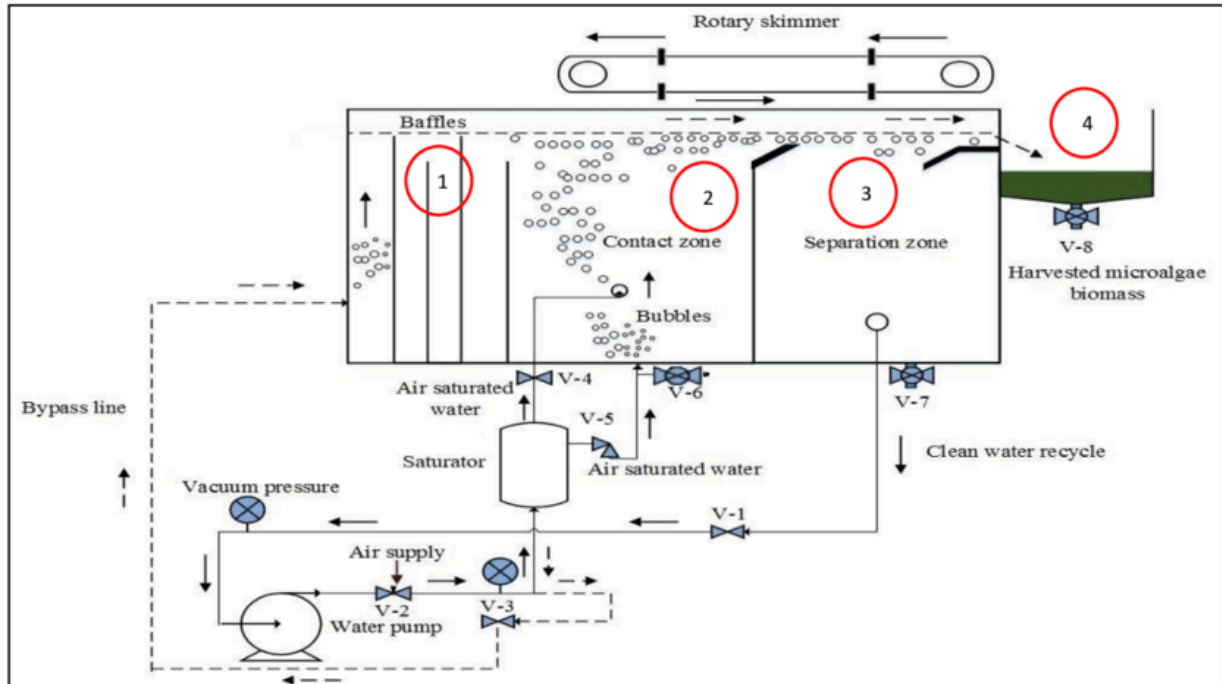 Rotary skimmer
Baffles
1
2
3
4
Contact zone
Separation zone
V-8
Harvested microalgae
biomass
Bubbles
V-4
Air saturated
water
V-6
V-7
Bypass line
V-5
Saturator
Air saturated water
Clean water recycle
Vacuum pressure
V-1
Air supply
V-2
V-3
Water pump